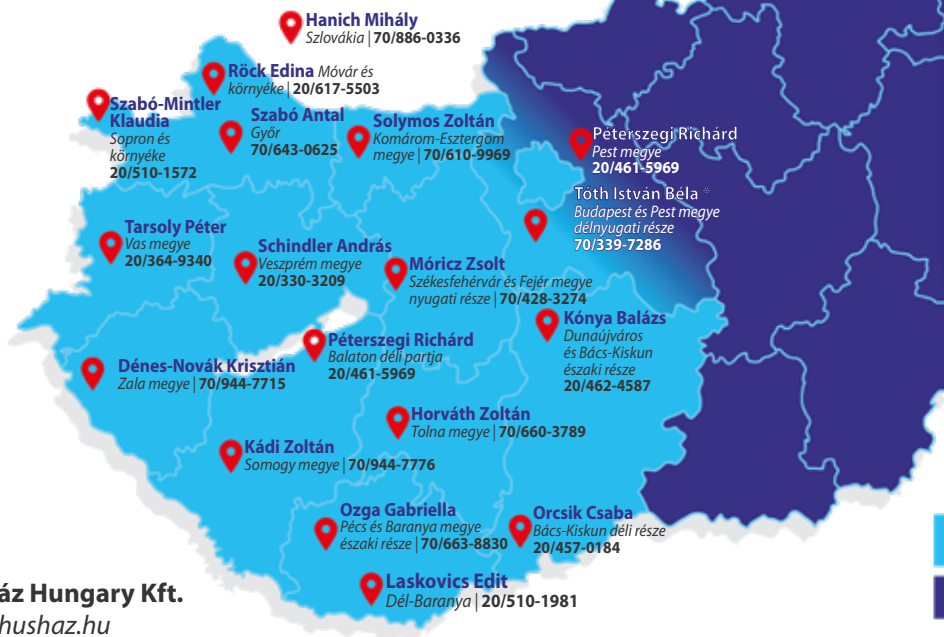 Hanich Mihály
Szlovákia | 70/886-0336
Röck Edina Móvár és
környéke | 20/617-5503
Szabó-Mintler
Klaudia
Sopron és
környéke
20/510-1572
Szabó Antal
Győr
70/643-0625
Solymos Zoltán
Komárom-Esztergom
megye | 70/610-9969
Péterszegi Richárd
Pest megye
20/461-5969
Tóth István Béla *
Budapest és Pest megye
délnyugati része
70/339-7286
Tarsoly Péter
Vas megye
20/364-9340
Schindler András
Veszprém megye
20/330-3209
Móricz Zsolt
Székesfehérvár és Fejér megye
nyugati része | 70/428-3274
Kónya Balázs
Dunaújváros
és Bács-Kiskun
északi része
20/462-4587
Péterszegi Richárd
Balaton déli partja
20/461-5969
Dénes-Novák Krisztián
Zala megye | 70/944-7715
Horváth Zoltán
Tolna megye | 70/660-3789
Kádi Zoltán
Somogy megye | 70/944-7776
Ozga Gabriella
Pécs és Baranya megye
északi része | 70/663-8830
Orcsik Csaba
Bács-Kiskun déli része
20/457-0184
Laskovics Edit
Dél-Baranya | 20/510-1981
áz Hungary Kft.
hushaz.hu